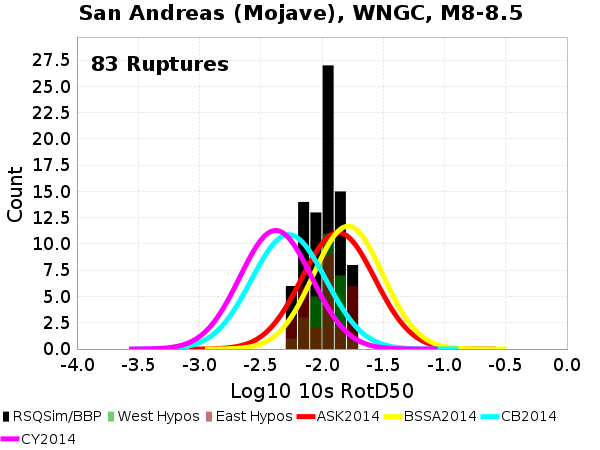 San Andreas (Mojave), WNGC, M8-8.5
83 Ruptures
Count
27.5
25.0
22.5
20.0
17.5
15.0
12.5
10.0
7.5
5.0
2.5
0.0
-4.0 -3.5 -3.0 -2.5 -2.0 -1.5 -1.0 -0.5 0.0
Log10 10s RotD50
RSQSim/BBP West Hypos East Hypos ASK2014 BSSA2014 CB2014
CY2014